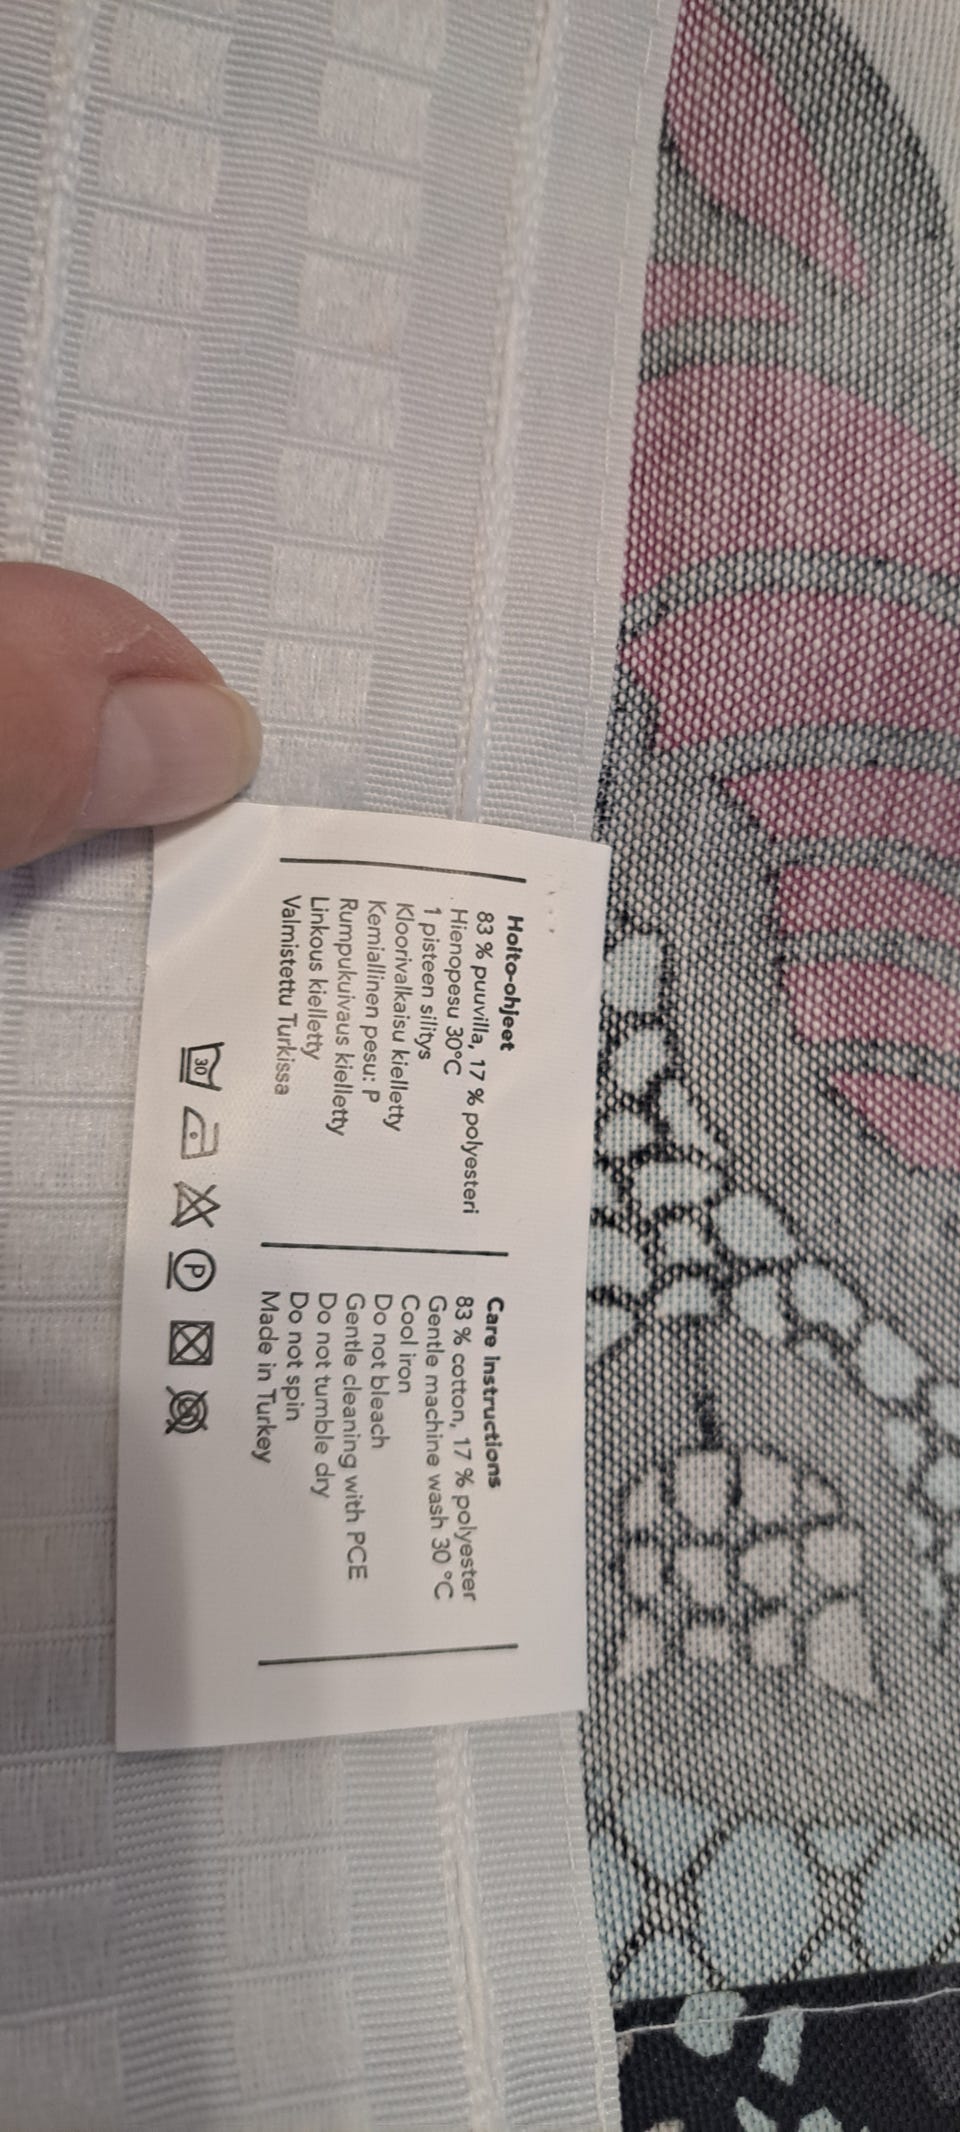 Hoito-ohjeet
83 % puuvilla, 17 % polyesteri
Hienopesu 30°C
1 pisteen silitys
Kloorivalkaisu kielletty
Kemiallinen pesu: P
Rumpukuivaus kielletty
Linkous kielletty
Valmistettu Turkissa
Care Instructions
83 % cotton, 17 % polyester
Gentle machine wash 30 °C
Cool iron
Do not bleach
Gentle cleaning with PCE
Do not tumble dry
Do not spin
Made in Turkey
30 P